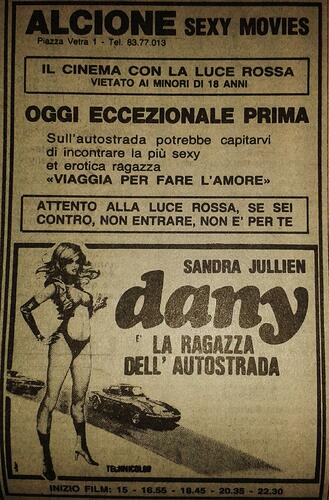 ALCIONE SEXY MOVIES
Piazza Vetra 1 - Tel. 83.77.013
IL CINEMA CON LA LUCE ROSSA
VIETATO AI MINORI DI 18 ANNI
OGGI ECCEZIONALE PRIMA
Sull'autostrada potrebbe capitarvi
di incontrare la più sexy
et erotica ragazza
«VIAGGIA PER FARE L'AMORE»
ATTENTO ALLA LUCE ROSSA, SE SEI
CONTRO, NON ENTRARE, NON E' PER TE
SANDRA JULLIEN
dany
E' LA RAGAZZA
DELL'AUTOSTRADA
TECHNICOLOR
INIZIO FILM: 15 - 16.55 - 18.45 - 20.35 - 22.30